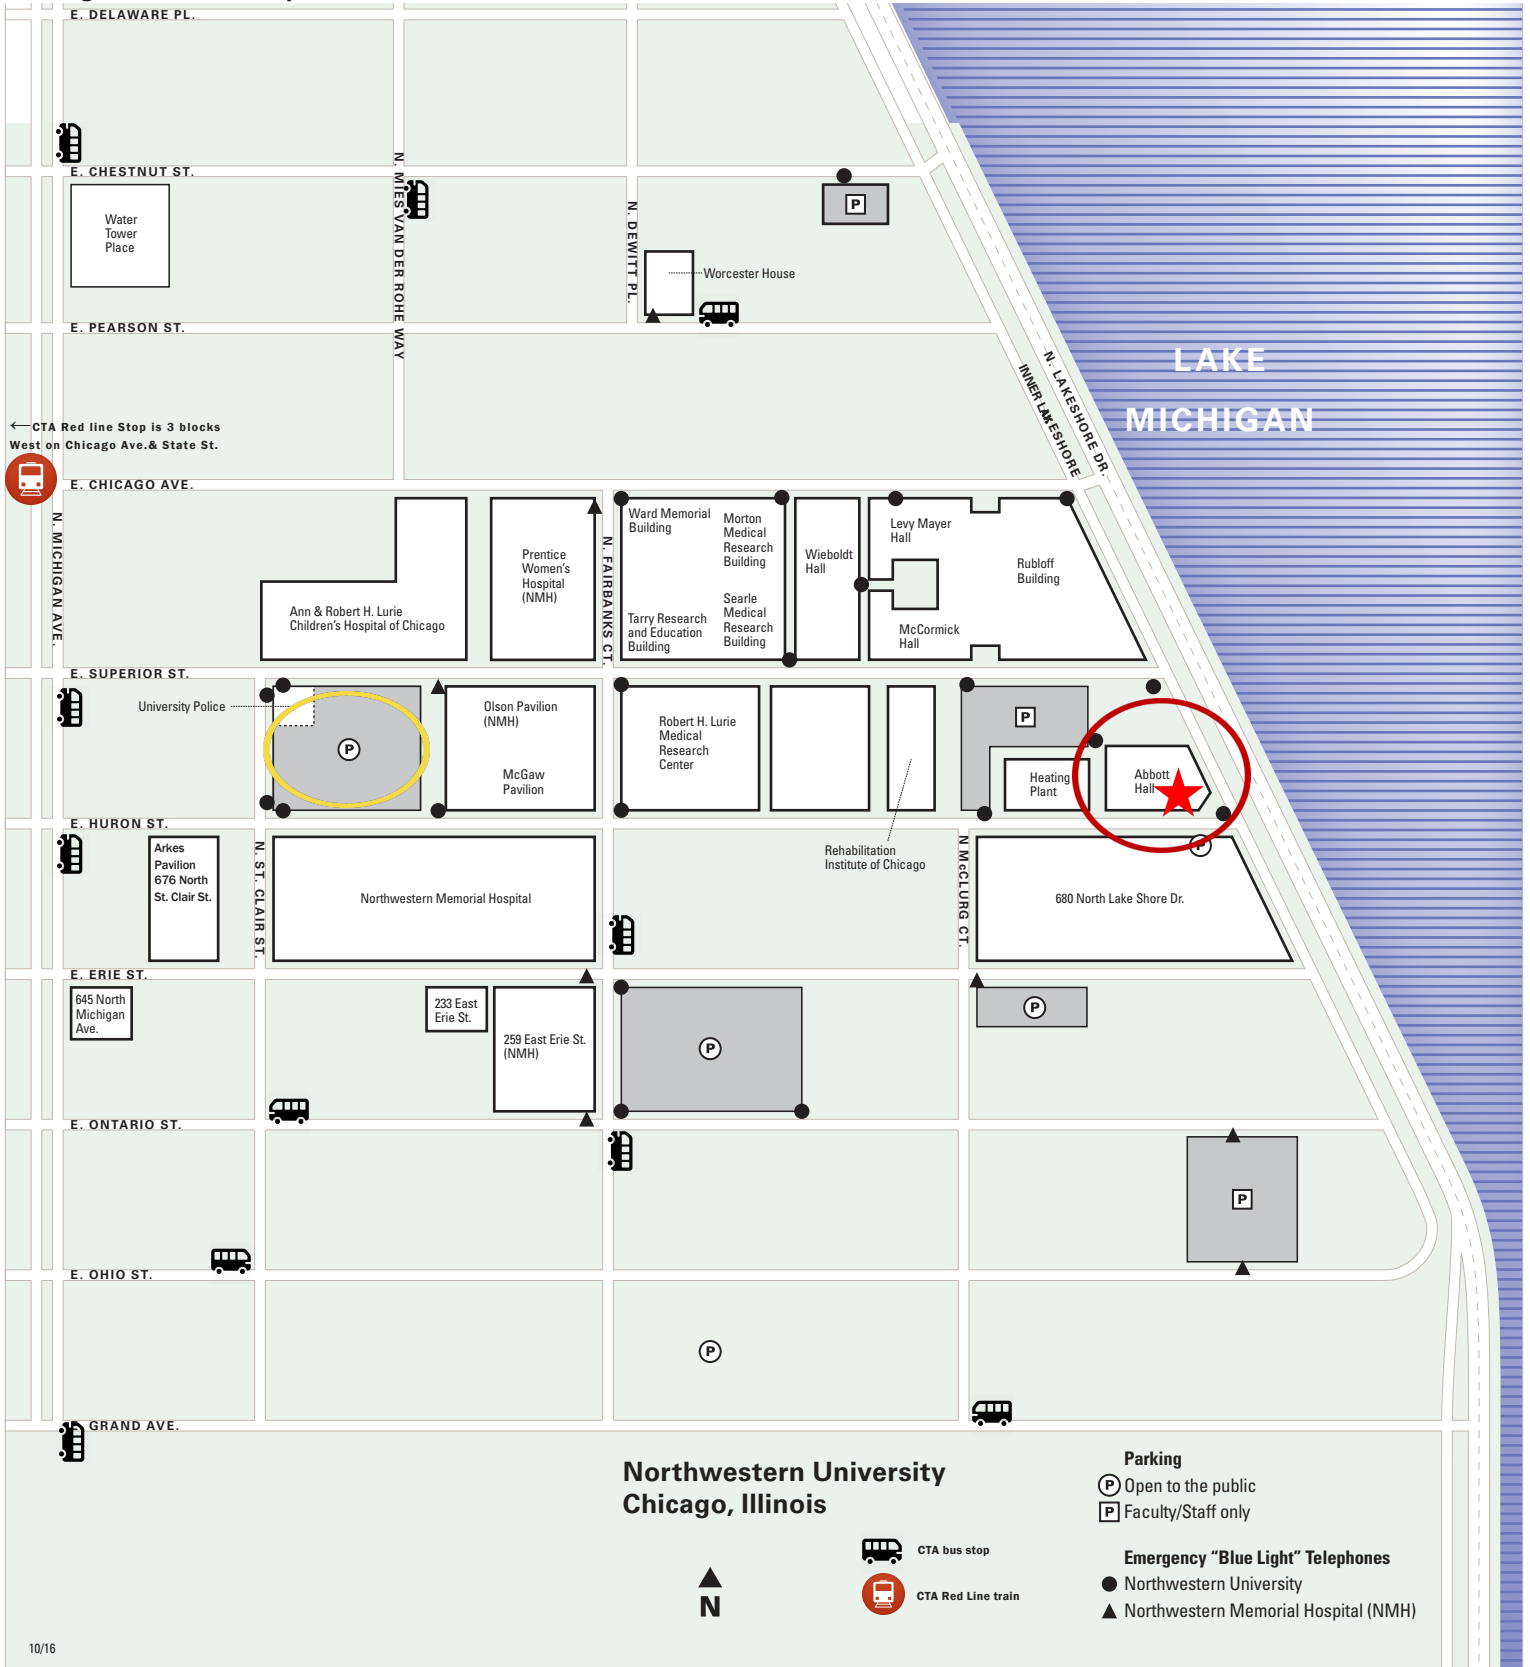 E. DELAWARE PL.
E. CHESTNUT ST.
N. MIES VAN DER ROHE WAY
Water
Tower
Place
P
N. DEWITT PL.
Worcester House
E. PEARSON ST.
LAKE
MICHIGAN
N. LAKESHORE DR.
INNER LAKESHORE
←CTA Red line Stop is 3 blocks
West on Chicago Ave.& State St.
E. CHICAGO AVE.
N. MICHIGAN AVE.
Ann & Robert H. Lurie
Children's Hospital of Chicago
Prentice
Women's
Hospital
(NMH)
N. FAIRBANKS CT.
Ward Memorial
Building
Morton
Medical
Research
Building
Tarry Research
and Education
Building
Searle
Medical
Research
Building
Wieboldt
Hall
Levy Mayer
Hall
McCormick
Hall
Rubloff
Building
E. SUPERIOR ST.
University Police
P
Olson Pavilion
(NMH)
McGaw
Pavilion
Robert H. Lurie
Medical
Research
Center
Rehabilitation
Institute of Chicago
P
Heating
Plant
Abbott
Hall
E. HURON ST.
Arkes
Pavilion
676 North
St. Clair St.
N. ST. CLAIR ST.
Northwestern Memorial Hospital
N McCLURG CT.
P
680 North Lake Shore Dr.
E. ERIE ST.
645 North
Michigan
Ave.
233 East
Erie St.
259 East Erie St.
(NMH)
P
P
E. ONTARIO ST.
P
E. OHIO ST.
P
GRAND AVE.
Northwestern University
Chicago, Illinois
N
CTA bus stop
CTA Red Line train
Parking
P Open to the public
P Faculty/Staff only
Emergency “Blue Light” Telephones
Northwestern University
Northwestern Memorial Hospital (NMH)
10/16